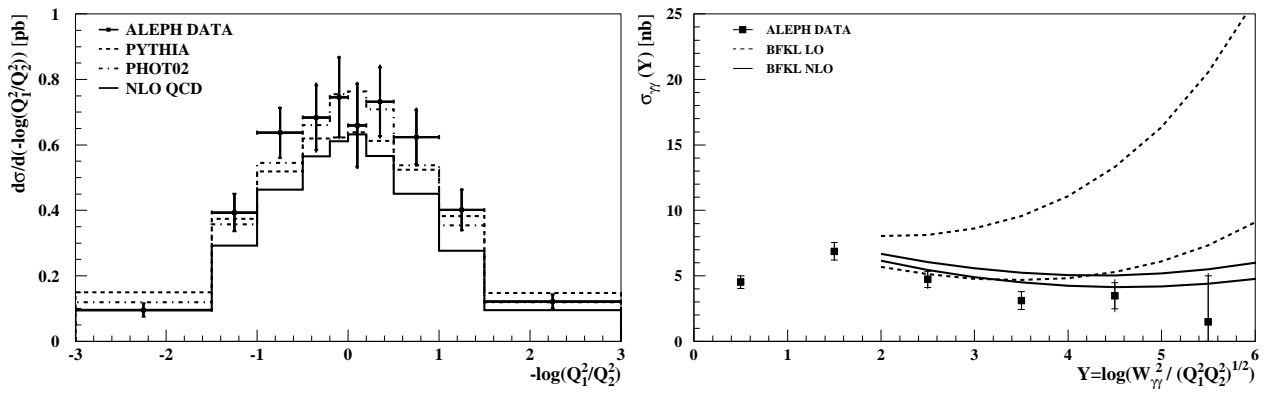 dσ/d(-log(Q₁²/Q₂²)) [pb]
1
0.8
0.6
0.4
0.2
0
ALEPH DATA
PYTHIA
PHOT02
NLO QCD
-3 -2 -1 0 1 2 3
-log(Q₁²/Q₂²)
σγγ (Y) [nb]
25
20
15
10
5
0
ALEPH DATA
BFKL LO
BFKL NLO
0 1 2 3 4 5 6
Y=log(Wγγ² / (Q₁²Q₂²)^1/2)